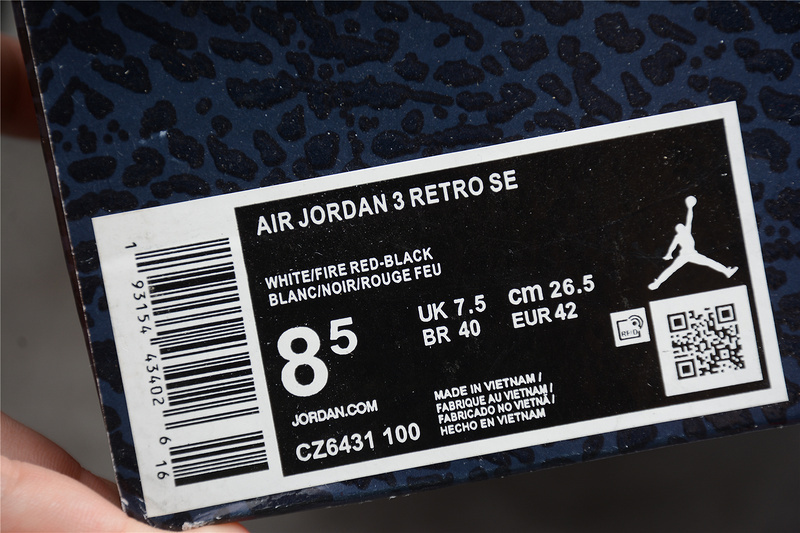 AIR JORDAN 3 RETRO SE
WHITE/FIRE RED-BLACK
BLANC/NOIR/ROUGE FEU
8 5
UK 7.5 cm 26.5
BR 40 EUR 42
JORDAN.COM
CZ6431 100
MADE IN VIETNAM /
FABRIQUE AU VIETNAM /
FABRICADO NO VIETNÃ /
HECHO EN VIETNAM
1 93154 43402 6 16